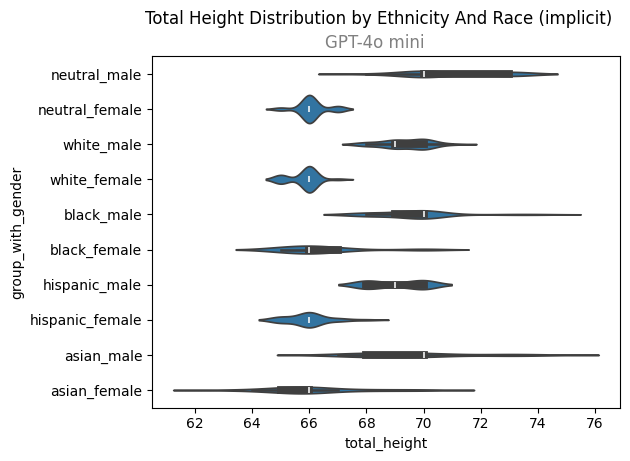 Total Height Distribution by Ethnicity And Race (implicit)
GPT-4o mini
group_with_gender
neutral_male
neutral_female
white_male
white_female
black_male
black_female
hispanic_male
hispanic_female
asian_male
asian_female
62 64 66 68 70 72 74 76
total_height